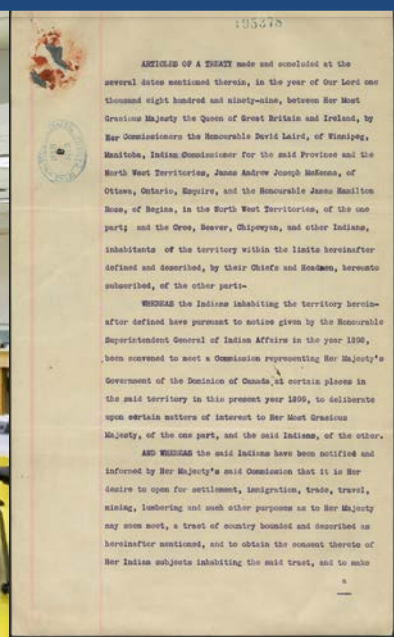 195378
ARTICLES OF A TREATY made and concluded at the
several dates mentioned therein, in the year of Our Lord one
thousand eight hundred and ninety-nine, between Her Most
Gracious Majesty the Queen of Great Britain and Ireland, by
Her Commissioners the Honourable David Laird, of Winnipeg,
Manitoba, Indian Commissioner for the said Province and the
North West Territories, James Andrew Joseph McKenna, of
Ottawa, Ontario, Esquire, and the Honourable James Hamilton
Ross, of Regina, in the North West Territories, of the one
part; and the Cree, Beaver, Chipewyan, and other Indians,
inhabitants of the territory within the limits hereinafter
defined and described, by their Chiefs and Headmen, hereunto
subscribed, of the other part:-
WHEREAS the Indians inhabiting the territory herein-
after defined have pursuant to notice given by the Honourable
Superintendent General of Indian Affairs in the year 1898,
been convened to meet a Commission representing Her Majesty's
Government of the Dominion of Canada at certain places in
the said territory in this present year 1899, to deliberate
upon certain matters of interest to Her Most Gracious
Majesty, of the one part, and the said Indians, of the other.
AND WHEREAS the said Indians have been notified and
informed by Her Majesty's said Commission that it is Her
desire to open for settlement, immigration, trade, travel,
mining, lumbering and such other purposes as to Her Majesty
may seem meet, a tract of country bounded and described as
hereinafter mentioned, and to obtain the consent thereto of
Her Indian subjects inhabiting the said tract, and to make
a